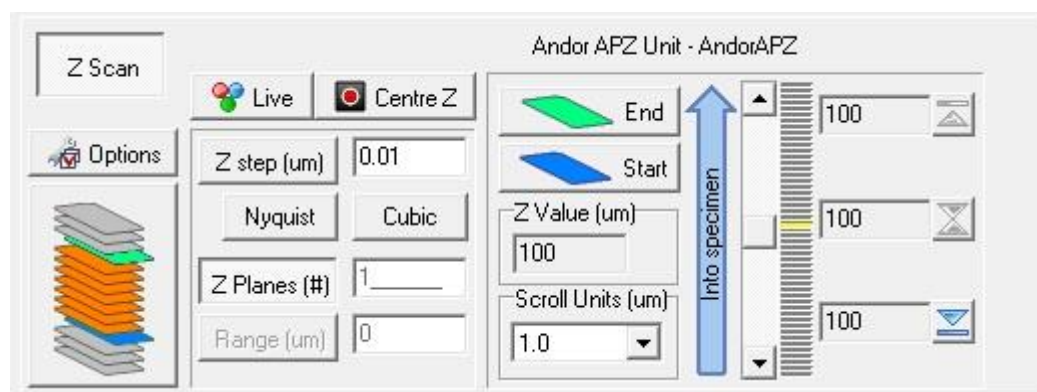 Andor APZ Unit - AndorAPZ
Z Scan
Live
Centre Z
Options
Z step (um)
0.01
Nyquist
Cubic
Z Planes (#)
1_____
Range (um)
0
End
Start
Z Value (um)
100
Scroll Units (um)
1.0
Into specimen
100
100
100